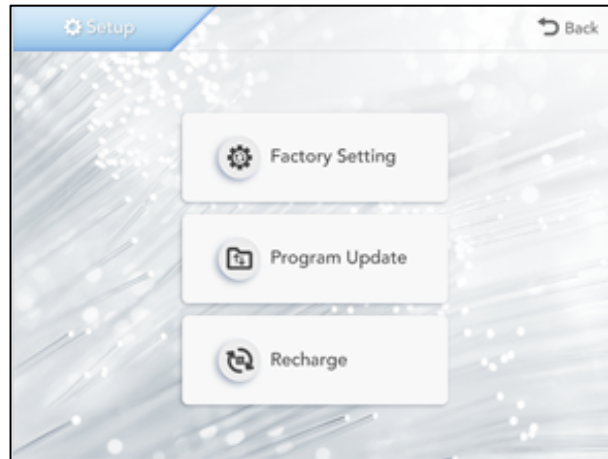 Setup
Back
Factory Setting
Program Update
Recharge